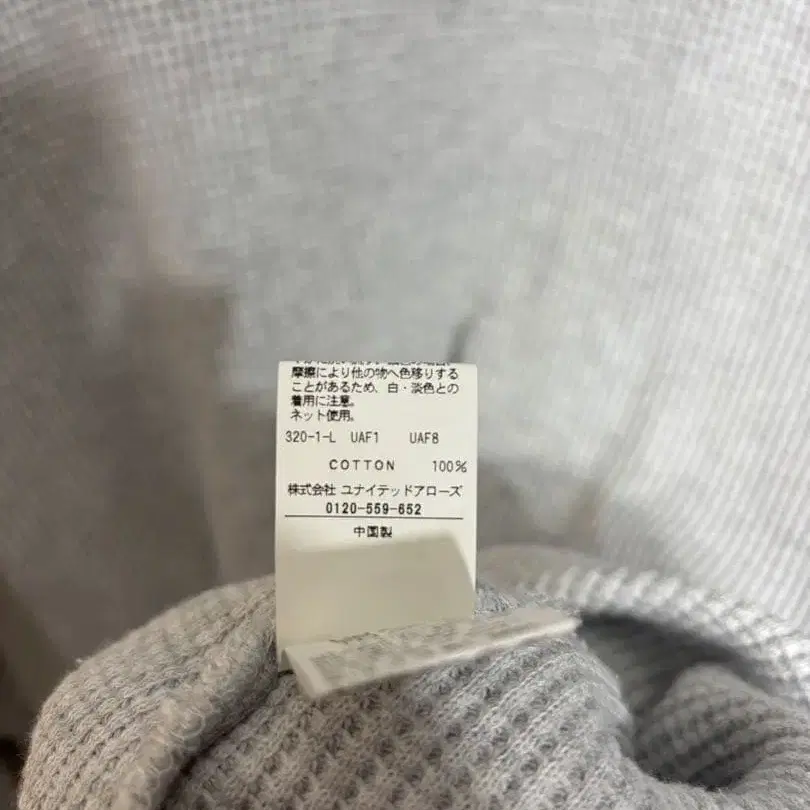 摩擦により他の物へ色移りする
ことがあるため、白・淡色との
着用に注意。
ネット使用。
320-1-L UAF1 UAF8
COTTON 100%
株式会社 ユナイテッドアローズ
0120-559-652
中国製